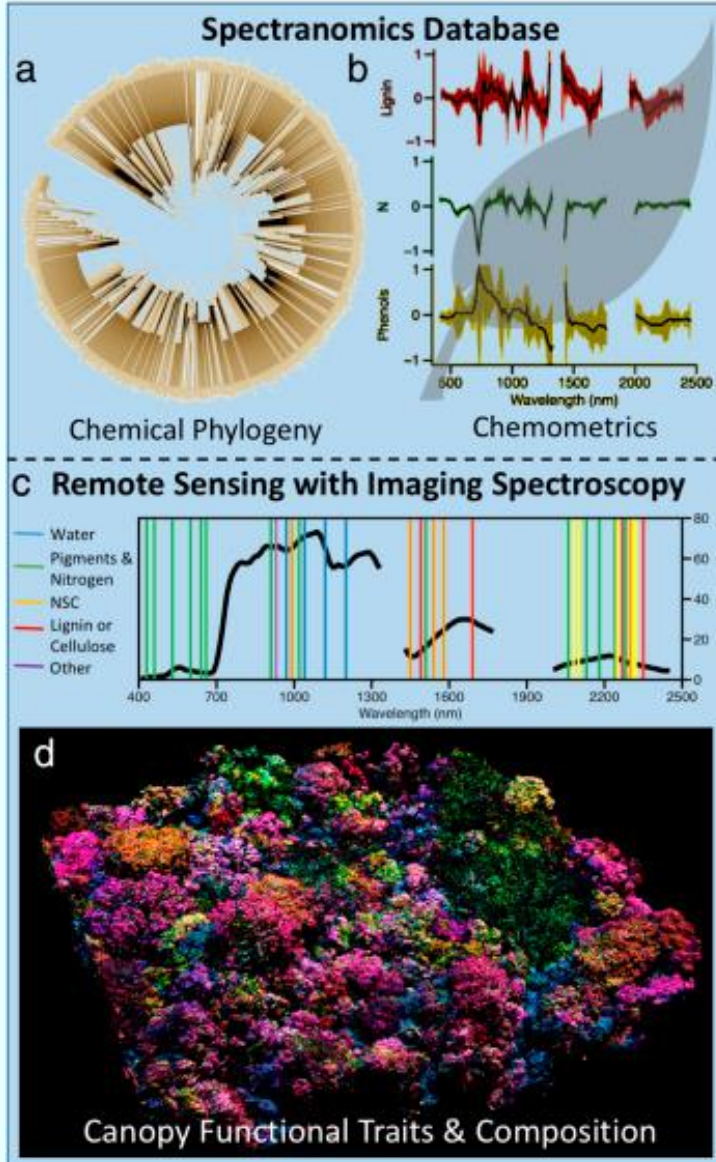 Spectranomics Database
a
Chemical Phylogeny
b
Lignin
1
0
-1
N
1
0
-1
Phenols
1
0
-1
500 1000 1500 2000 2500
Wavelength (nm)
Chemometrics
c Remote Sensing with Imaging Spectroscopy
Water
Pigments &
Nitrogen
NSC
Lignin or
Cellulose
Other
80
60
40
20
0
400 700 1000 1300 1600 1900 2200 2500
Wavelength (nm)
d
Canopy Functional Traits & Composition